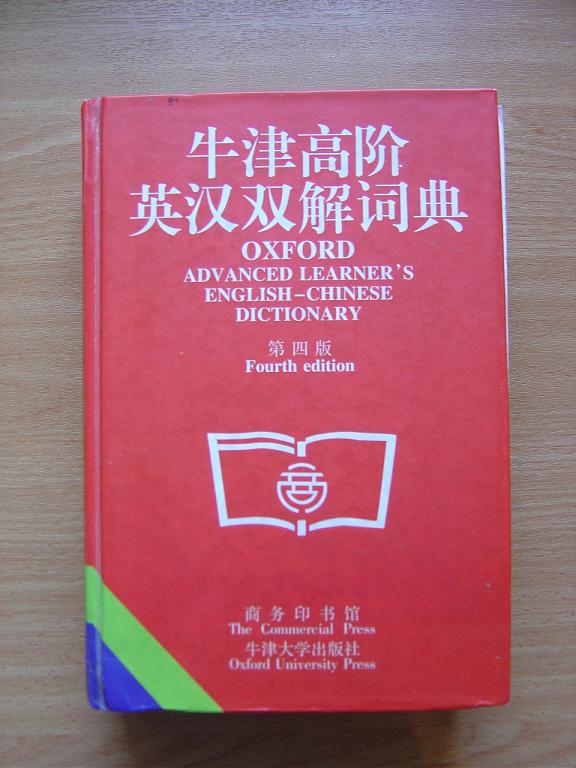 牛津高阶
英汉双解词典
OXFORD
ADVANCED LEARNER'S
ENGLISH–CHINESE
DICTIONARY
第四版
Fourth edition
商务印书馆
The Commercial Press
牛津大学出版社
Oxford University Press